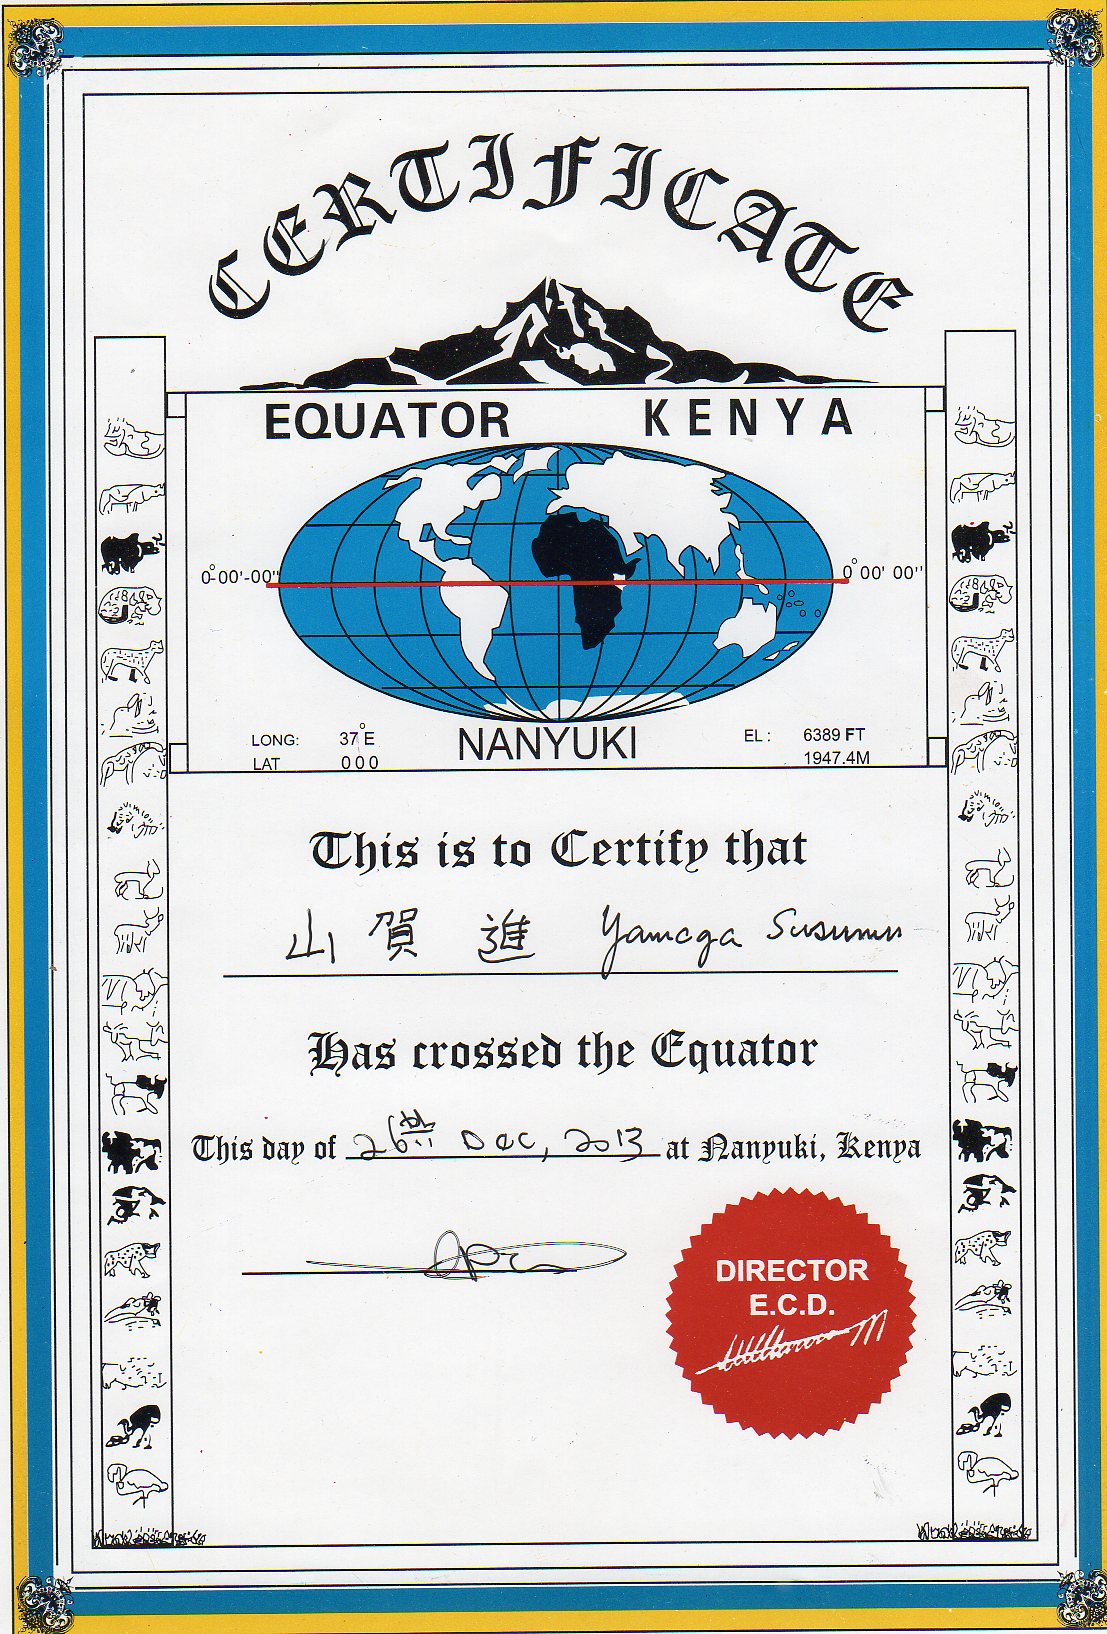 CERTIFICATE
EQUATOR KENYA
0°-00'-00" 0°00' 00"
LONG: 37°E NANYUKI EL: 6389 FT
LAT 000 1947.4M
This is to Certify that
山賀 進 Yamaga Susumu
Has crossed the Equator
This day of 26th Dec, 2013 at Nanyuki, Kenya
DIRECTOR
E.C.D.